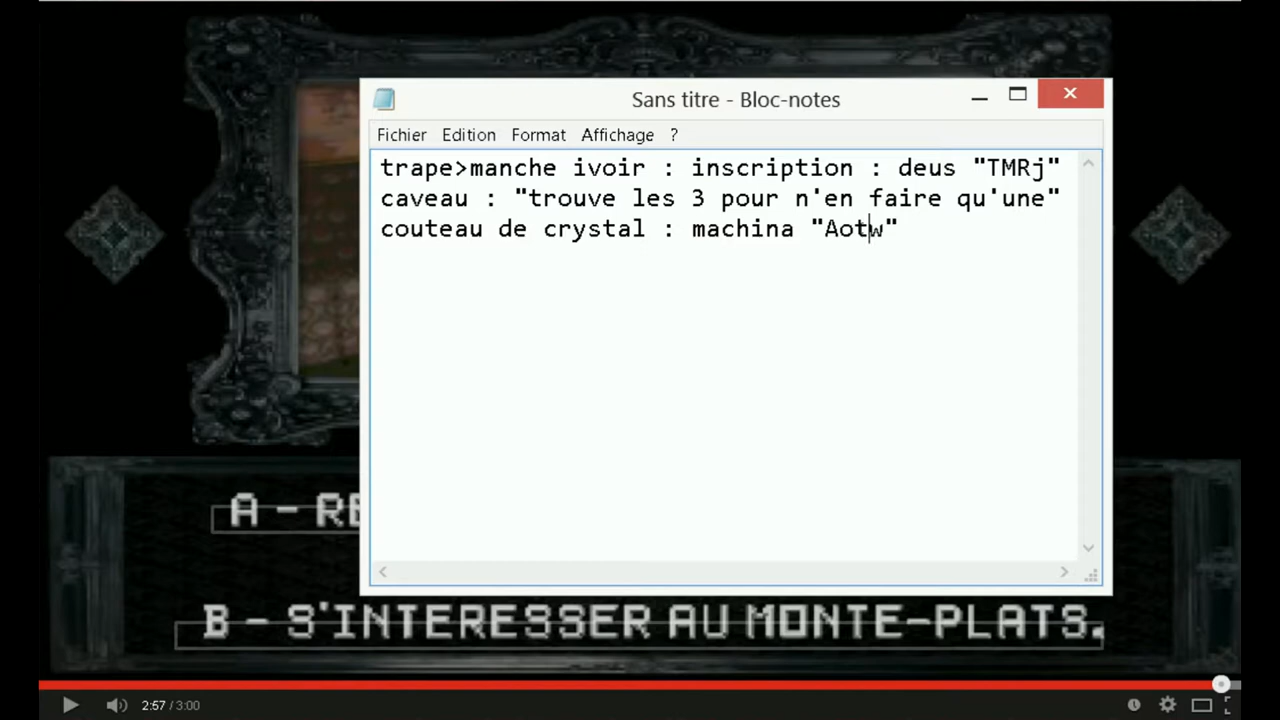 Sans titre - Bloc-notes
Fichier Edition Format Affichage ?
trape>manche ivoir : inscription : deus "TMRj"
caveau : "trouve les 3 pour n'en faire qu'une"
couteau de crystal : machina "Aotw"
A - RE
B - S'INTERESSER AU MONTE-PLATS.
2:57 / 3:00